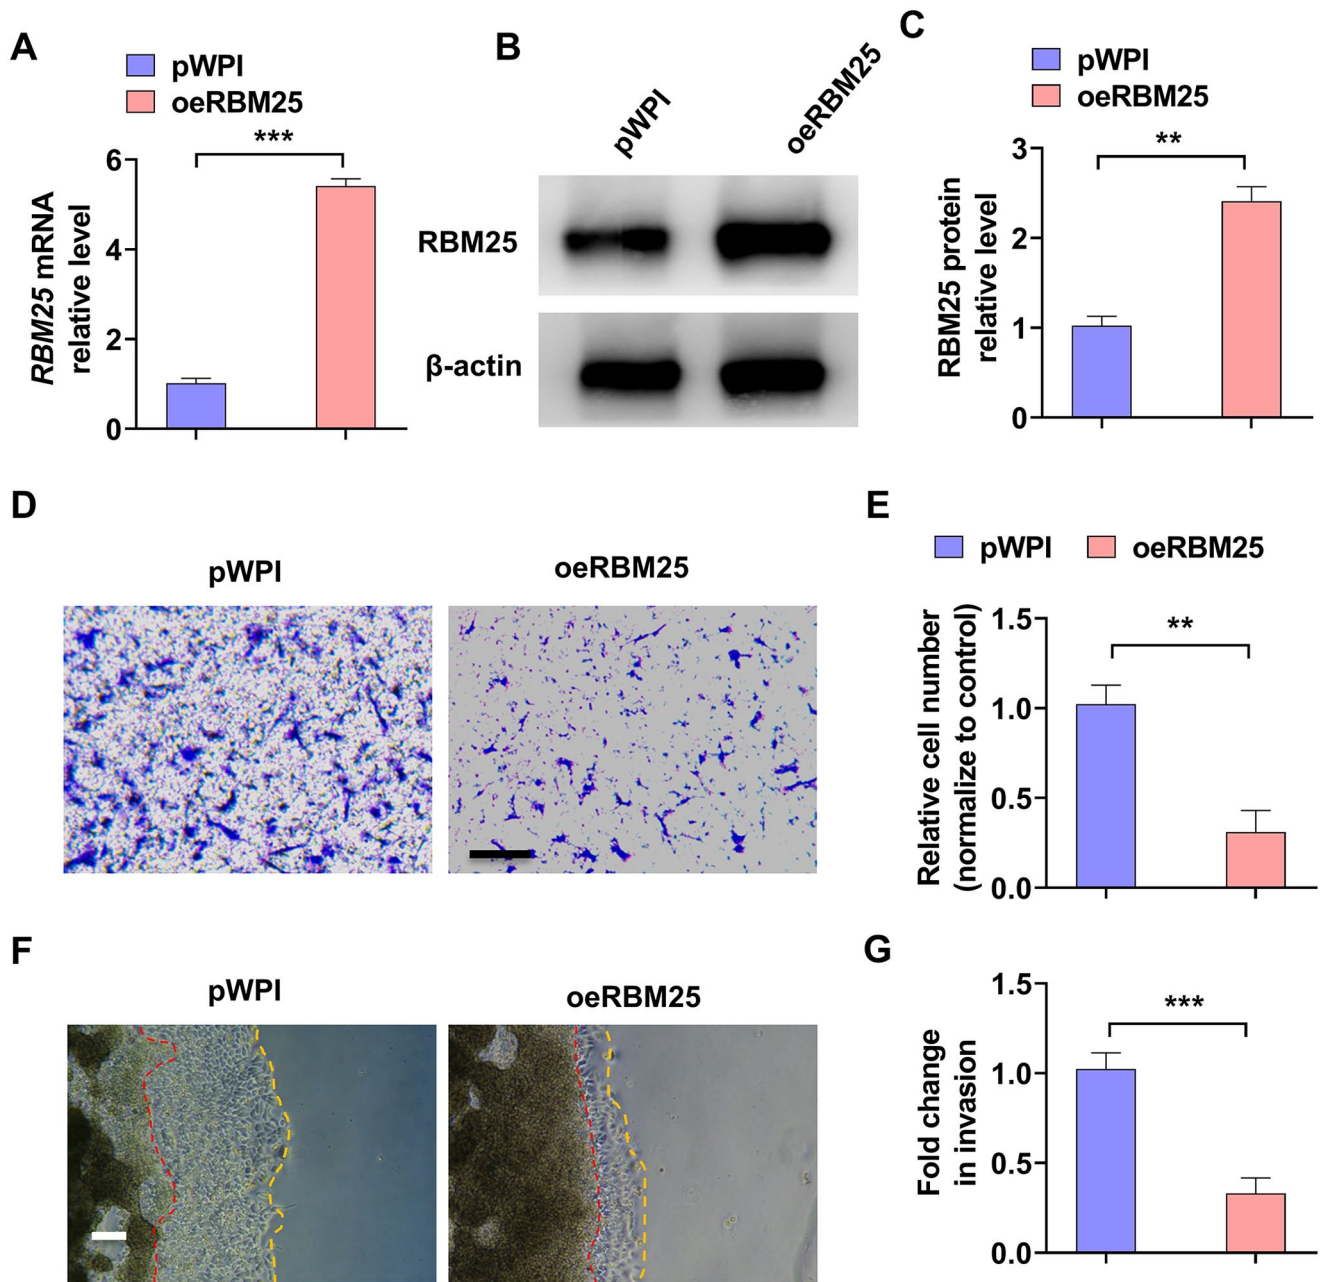 A
pWPI
oeRBM25
***
RBM25 mRNA
relative level
6
4
2
0
B
pWPI
oeRBM25
RBM25
β-actin
C
pWPI
oeRBM25
**
RBM25 protein
relative level
3
2
1
0
D
pWPI
oeRBM25
E
pWPI
oeRBM25
**
Relative cell number
(normalize to control)
1.5
1.0
0.5
0.0
F
pWPI
oeRBM25
G
***
Fold change
in invasion
1.5
1.0
0.5
0.0